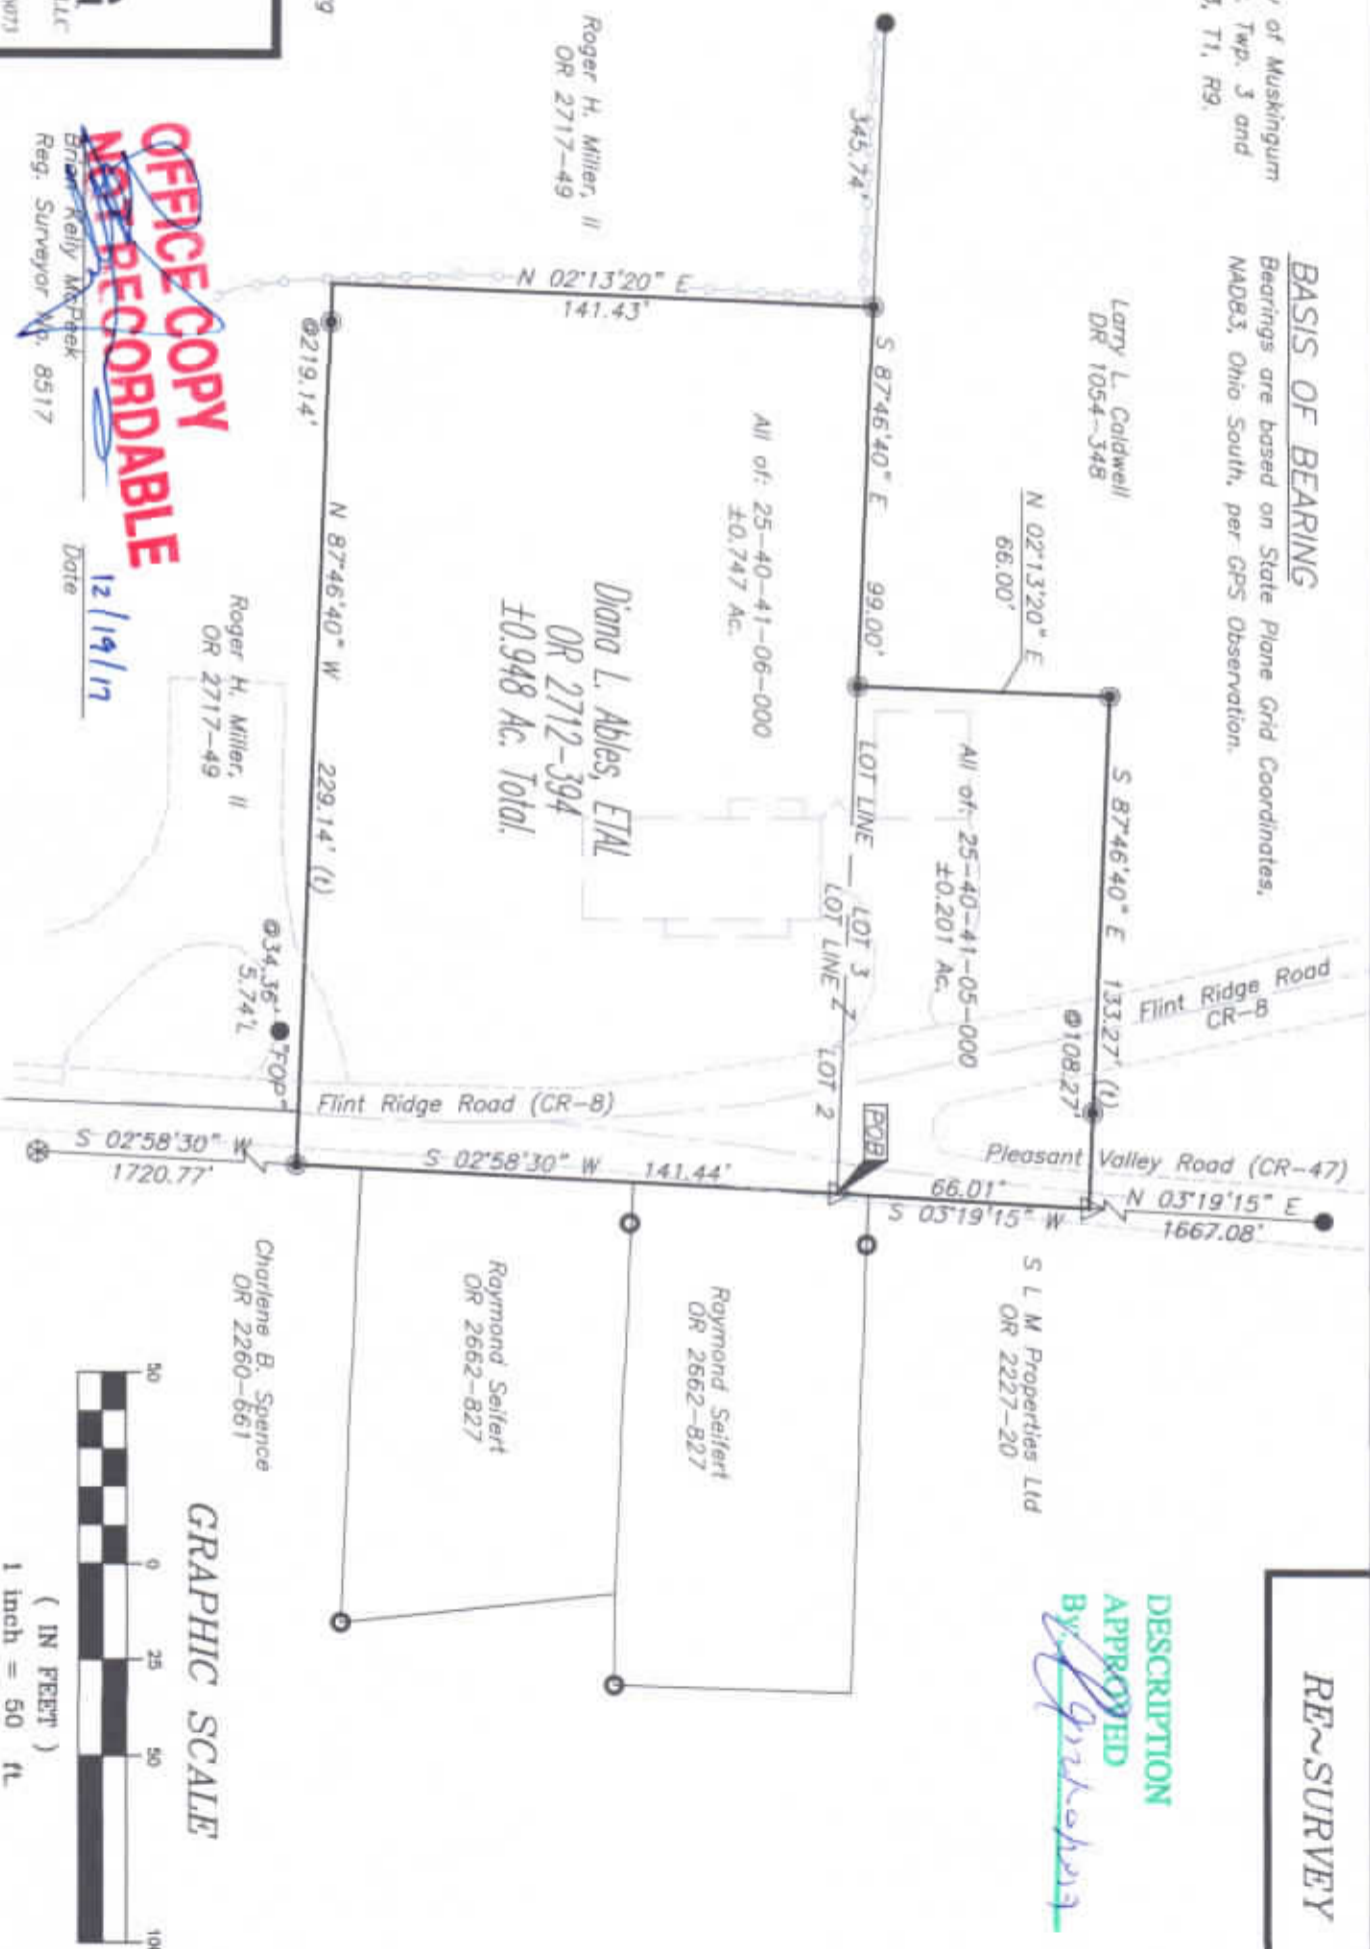 RE~SURVEY
of Muskingum
Twp. 3 and
T1, R9.
BASIS OF BEARING
Bearings are based on State Plane Grid Coordinates,
NAD83, Ohio South, per GPS Observation.
DESCRIPTION
APPROVED
By:
Larry L. Caldwell
DR 1054-348
N 02°13'20" E
66.00'
S 87°46'40" E 133.27' (t)
@108.27'
Flint Ridge Road
CR-8
Pleasant Valley Road (CR-47)
N 03°19'15" E
1667.08'
66.01'
S 03°19'15" W
S L M Properties Ltd
OR 2227-20
345.74'
S 87°46'40" E 99.00'
All of: 25-40-41-05-000
±0.201 Ac.
LOT LINE
LOT 3
LOT LINE
LOT 2
POB
All of: 25-40-41-06-000
±0.747 Ac.
Roger H. Miller, II
OR 2717-49
N 02°13'20" E
141.43'
Diana L. Ables, ETAL
OR 2712-394
±0.948 Ac. Total.
Flint Ridge Road (CR-8)
S 02°58'30" W 141.44'
Raymond Seifert
OR 2662-827
Raymond Seifert
OR 2662-827
@219.14'
N 87°46'40" W 229.14' (t)
@34.36'
5.74'L
"FOP"
Roger H. Miller, II
OR 2717-49
S 02°58'30" W
1720.77'
Charlene B. Spence
OR 2260-661
OFFICE COPY
NOT RECORDABLE
Brian Kelly McPeek
Reg. Surveyor No. 8517
12/19/17
Date
GRAPHIC SCALE
50 0 25 50 100
( IN FEET )
1 inch = 50 ft.
LLC